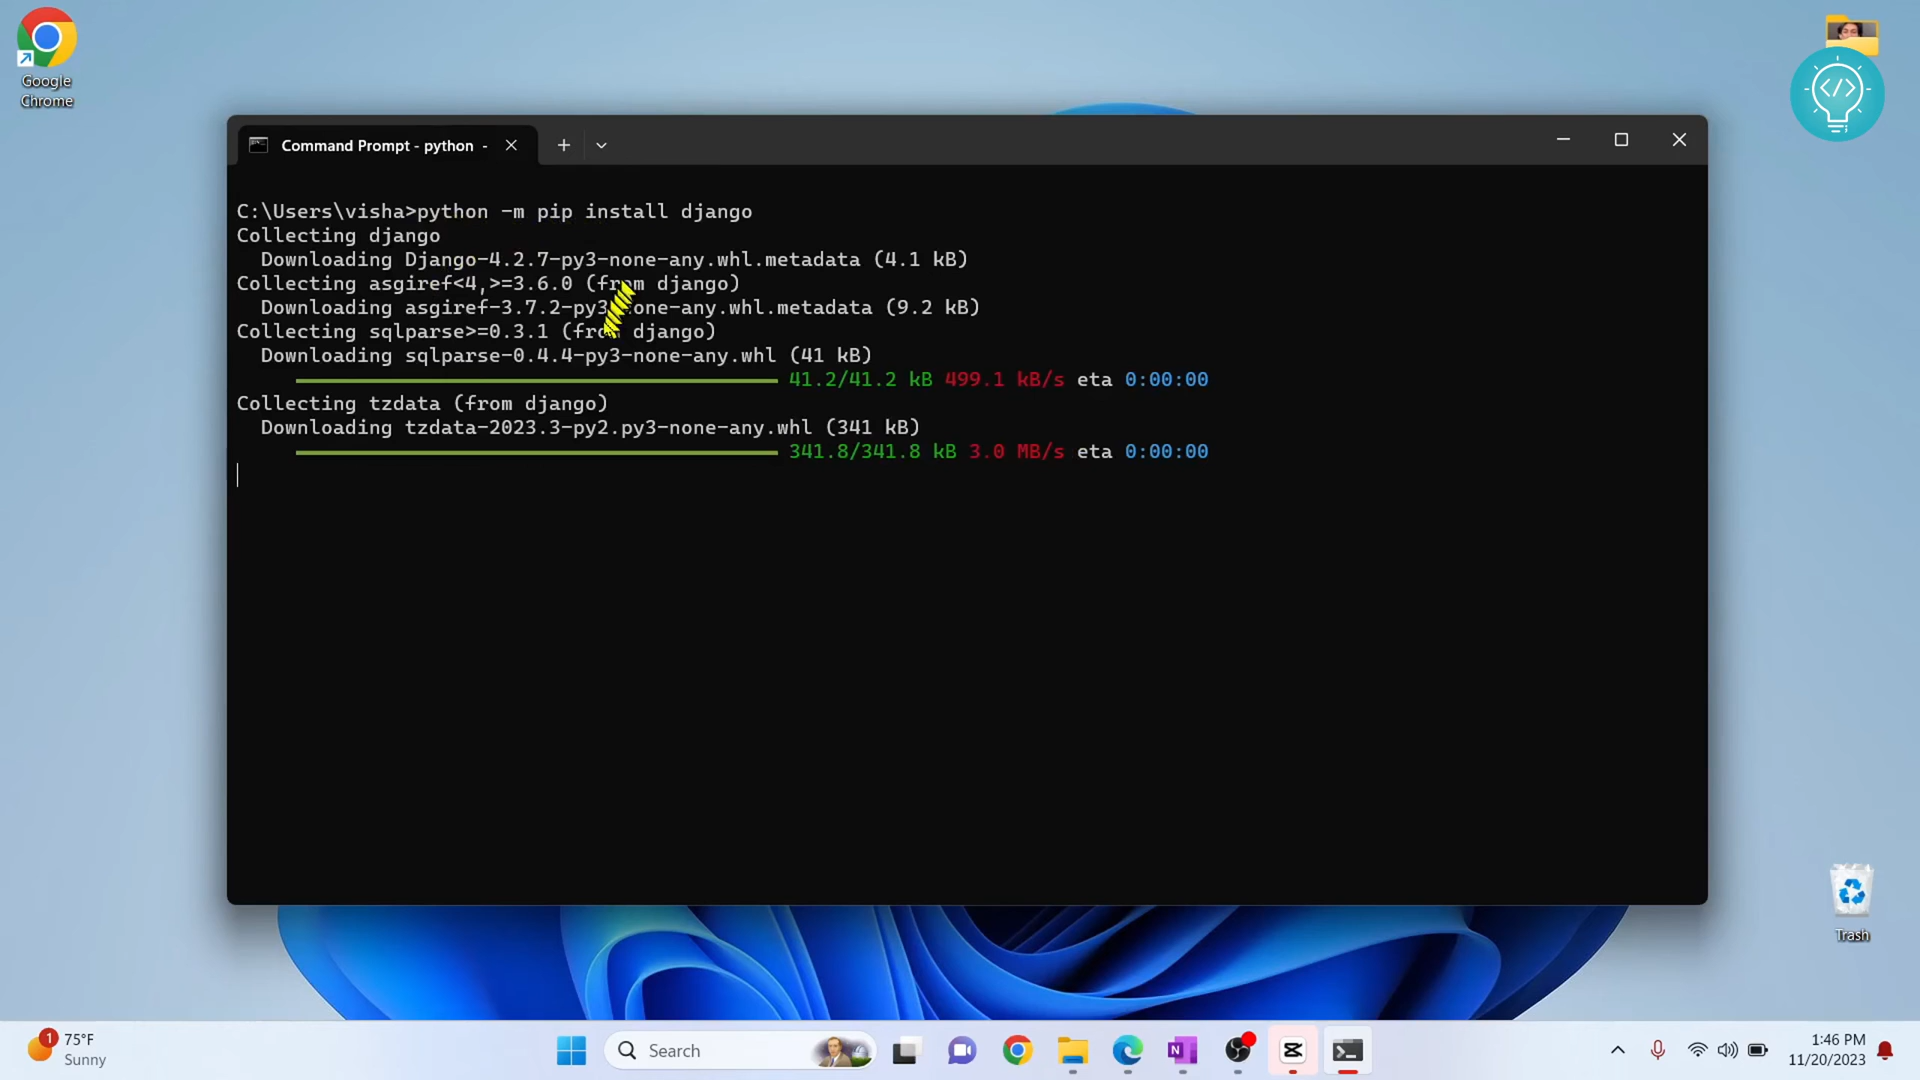 Google
Chrome
Command Prompt - python -
C:\Users\visha>python -m pip install django
Collecting django
Downloading Django-4.2.7-py3-none-any.whl.metadata (4.1 kB)
Collecting asgiref<4,>=3.6.0 (from django)
Downloading asgiref-3.7.2-py3-none-any.whl.metadata (9.2 kB)
Collecting sqlparse>=0.3.1 (from django)
Downloading sqlparse-0.4.4-py3-none-any.whl (41 kB)
41.2/41.2 kB 499.1 kB/s eta 0:00:00
Collecting tzdata (from django)
Downloading tzdata-2023.3-py2.py3-none-any.whl (341 kB)
341.8/341.8 kB 3.0 MB/s eta 0:00:00
Trash
1
75°F
Sunny
Search
1:46 PM
11/20/2023